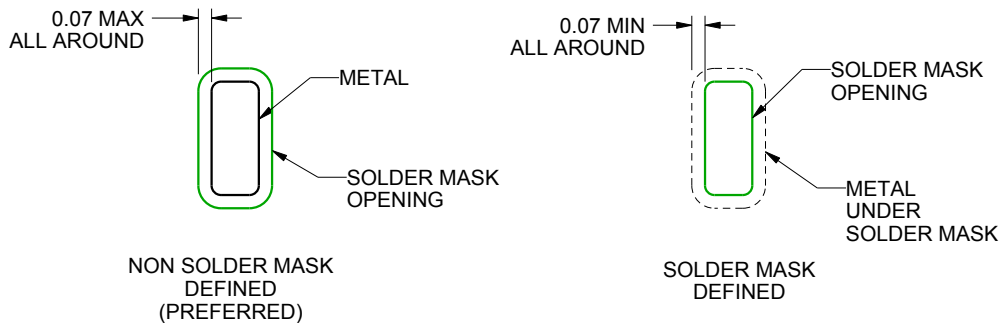 0.07 MAX
ALL AROUND
METAL
SOLDER MASK
OPENING
NON SOLDER MASK
DEFINED
(PREFERRED)
0.07 MIN
ALL AROUND
SOLDER MASK
OPENING
METAL
UNDER
SOLDER MASK
SOLDER MASK
DEFINED